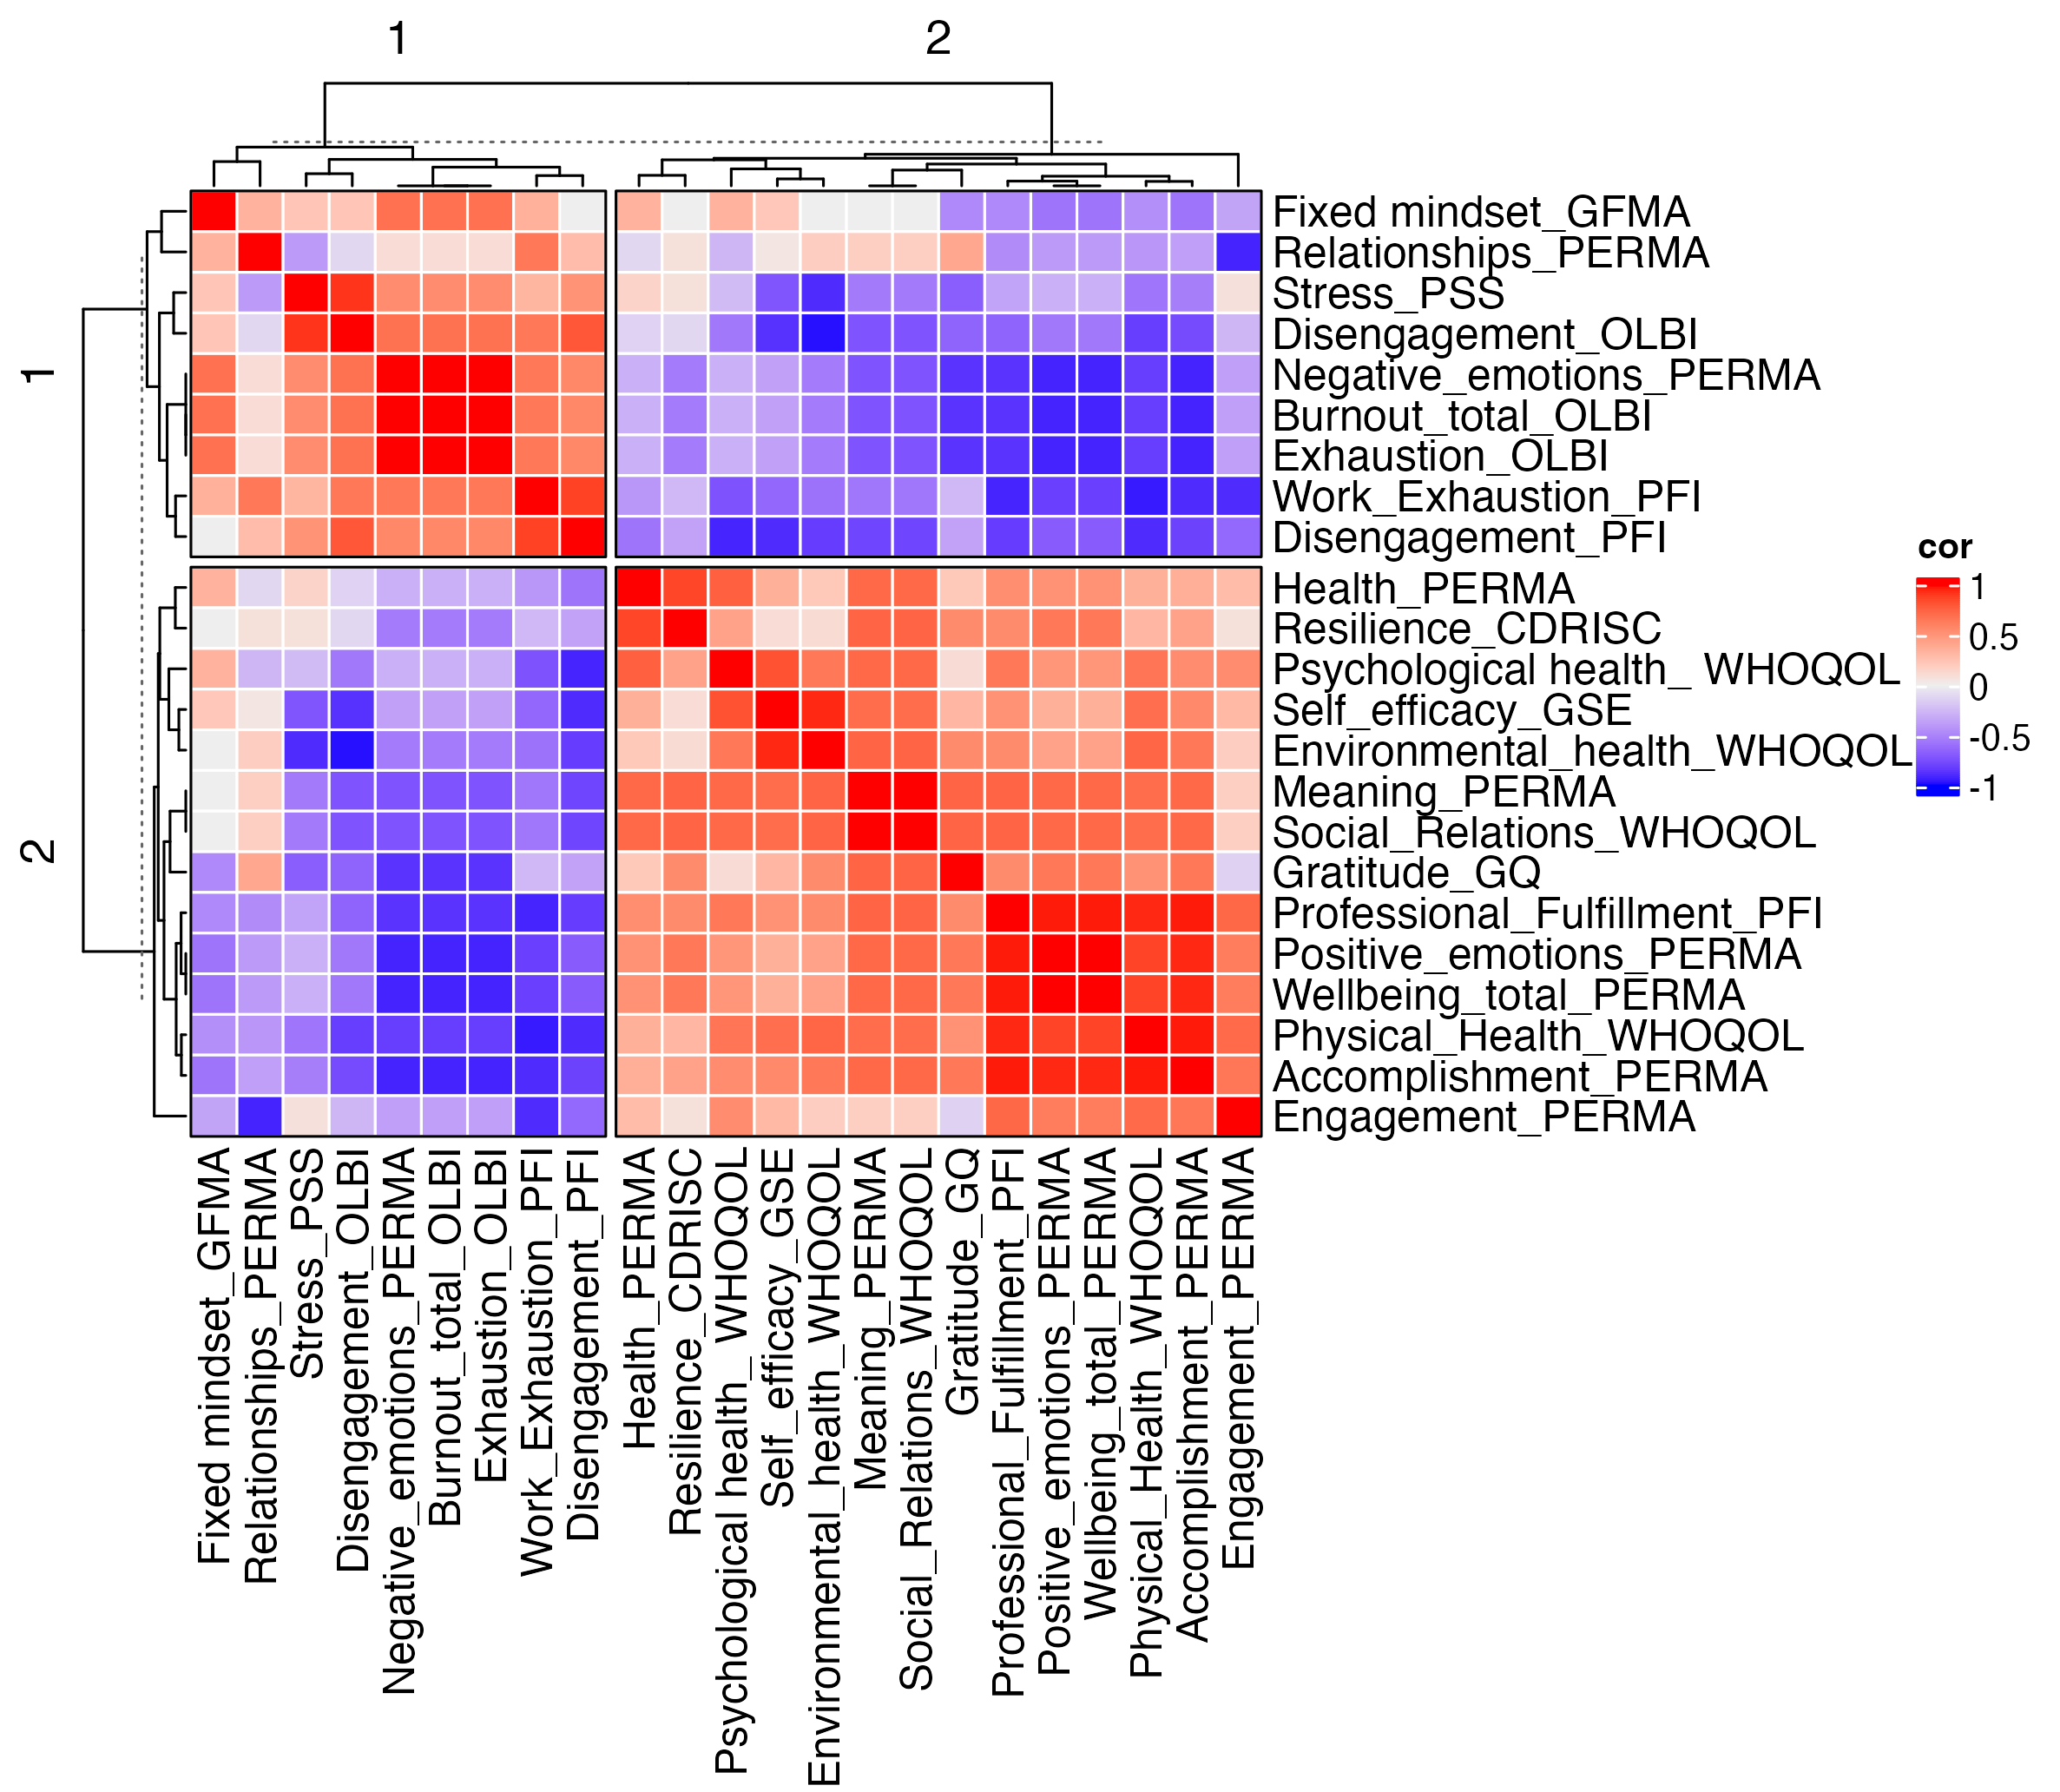 1
2
1
2
Fixed mindset_GFMA
Relationships_PERMA
Stress_PSS
Disengagement_OLBI
Negative_emotions_PERMA
Burnout_total_OLBI
Exhaustion_OLBI
Work_Exhaustion_PFI
Disengagement_PFI
Health_PERMA
Resilience_CDRISC
Psychological health_ WHOQOL
Self_efficacy_GSE
Environmental_health_WHOQOL
Meaning_PERMA
Social_Relations_WHOQOL
Gratitude_GQ
Professional_Fulfillment_PFI
Positive_emotions_PERMA
Wellbeing_total_PERMA
Physical_Health_WHOQOL
Accomplishment_PERMA
Engagement_PERMA
cor
1
0.5
0
-0.5
-1
Fixed mindset_GFMA
Relationships_PERMA
Stress_PSS
Disengagement_OLBI
Negative_emotions_PERMA
Burnout_total_OLBI
Exhaustion_OLBI
Work_Exhaustion_PFI
Disengagement_PFI
Health_PERMA
Resilience_CDRISC
Psychological health_ WHOQOL
Self_efficacy_GSE
Environmental_health_WHOQOL
Meaning_PERMA
Social_Relations_WHOQOL
Gratitude_GQ
Professional_Fulfillment_PFI
Positive_emotions_PERMA
Wellbeing_total_PERMA
Physical_Health_WHOQOL
Accomplishment_PERMA
Engagement_PERMA